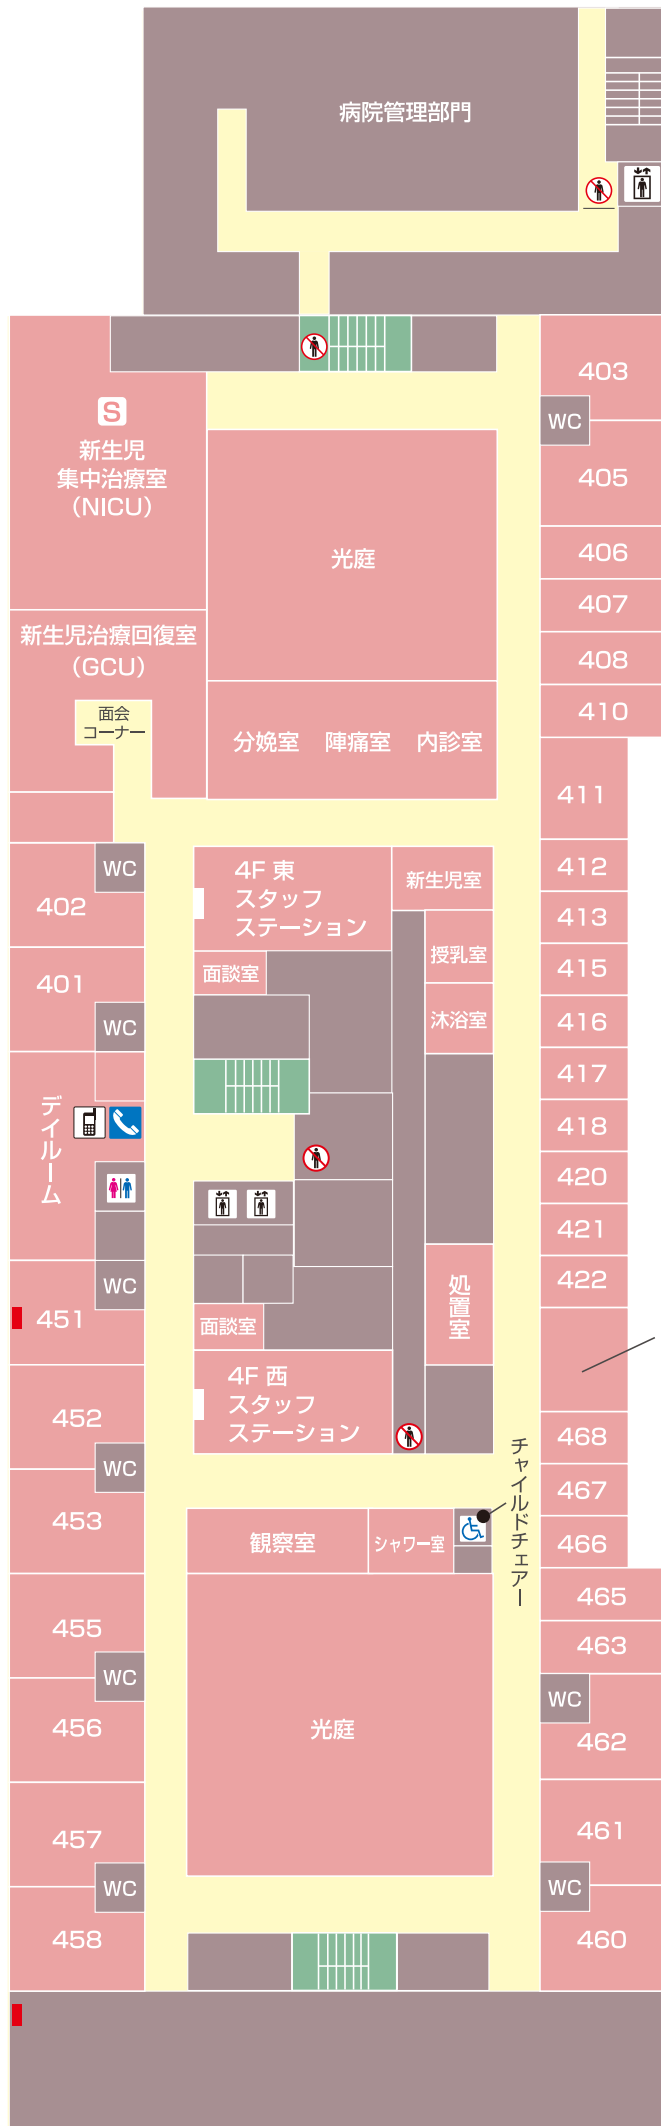 病院管理部門
403
WC
S
新生児
集中治療室
(NICU)
405
光庭
406
407
新生児治療回復室
(GCU)
408
410
面会
コーナー
分娩室 陣痛室 内診室
411
WC
4F 東
スタッフ
ステーション
新生児室
412
402
413
授乳室
面談室
415
401
WC
沐浴室
416
417
デイルーム
418
420
421
WC
451
422
処置室
面談室
4F 西
スタッフ
ステーション
452
WC
468
チャイルドチェアー
467
453
観察室
シャワー室
466
465
455
463
WC
WC
456
光庭
462
457
461
WC
WC
458
460